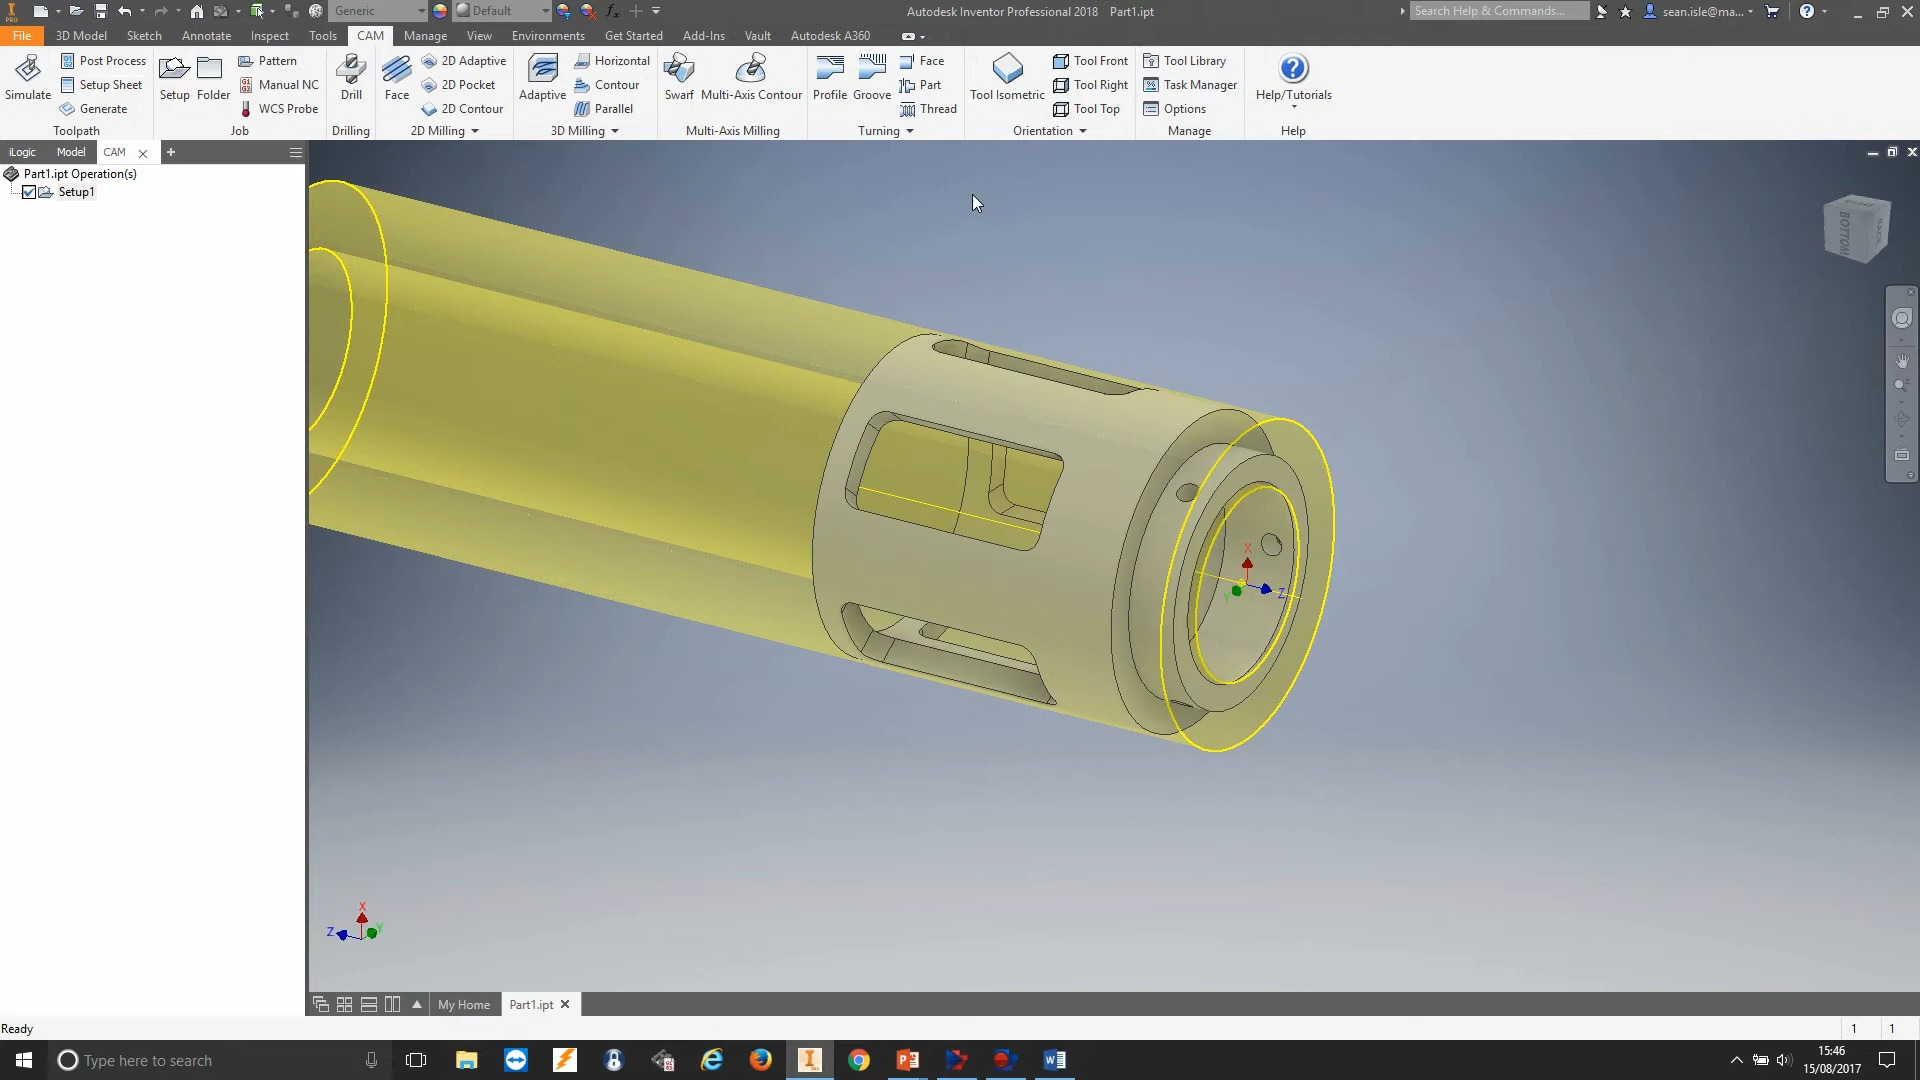 PRO
Generic
Default
Autodesk Inventor Professional 2018 Part1.ipt
Search Help & Commands...
sean.isle@ma...
File 3D Model Sketch Annotate Inspect Tools CAM Manage View Environments Get Started Add-Ins Vault Autodesk A360
Post Process Pattern 2D Adaptive Horizontal Face Tool Front Tool Library
Setup Sheet Manual NC 2D Pocket Contour Part Tool Right Task Manager
Simulate Setup Folder Drill Face Adaptive Swarf Multi-Axis Contour Profile Groove Tool Isometric Help/Tutorials
Generate WCS Probe 2D Contour Parallel Thread Tool Top Options
Toolpath Job Drilling 2D Milling 3D Milling Multi-Axis Milling Turning Orientation Manage Help
iLogic Model CAM
Part1.ipt Operation(s)
Setup1
BOTTOM
X
Y
Z
X
Z
Y
My Home Part1.ipt
Ready
1 1
Type here to search
15:46
15/08/2017